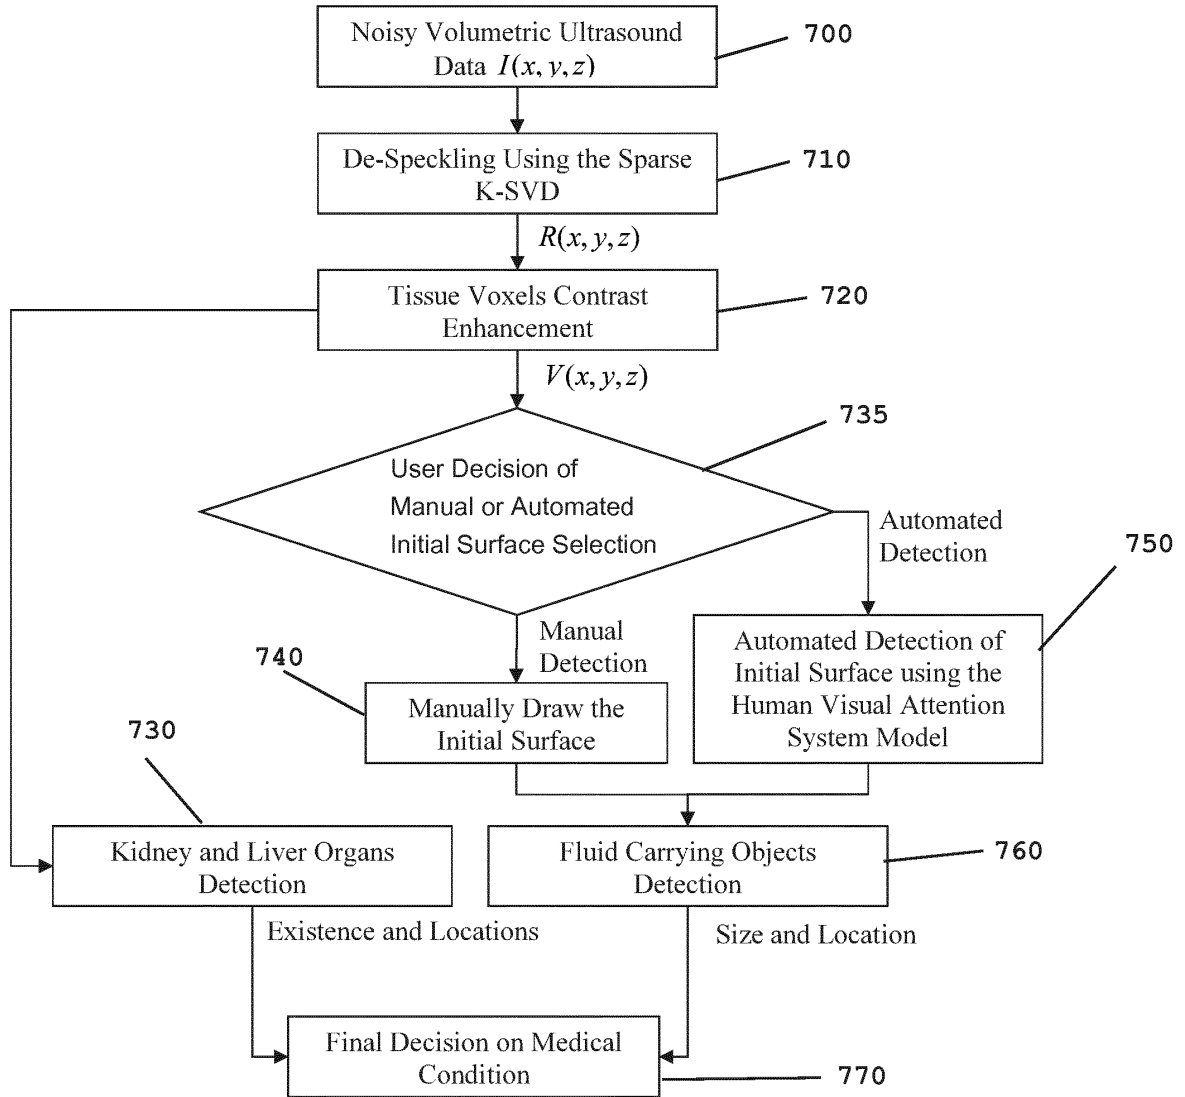 Noisy Volumetric Ultrasound
Data I(x, y, z)
700
De-Speckling Using the Sparse
K-SVD
710
R(x, y, z)
Tissue Voxels Contrast
Enhancement
720
V(x, y, z)
735
User Decision of
Manual or Automated
Initial Surface Selection
Automated
Detection
750
Manual
Detection
740
Manually Draw the
Initial Surface
Automated Detection of
Initial Surface using the
Human Visual Attention
System Model
730
Kidney and Liver Organs
Detection
Fluid Carrying Objects
Detection
760
Existence and Locations
Size and Location
Final Decision on Medical
Condition
770